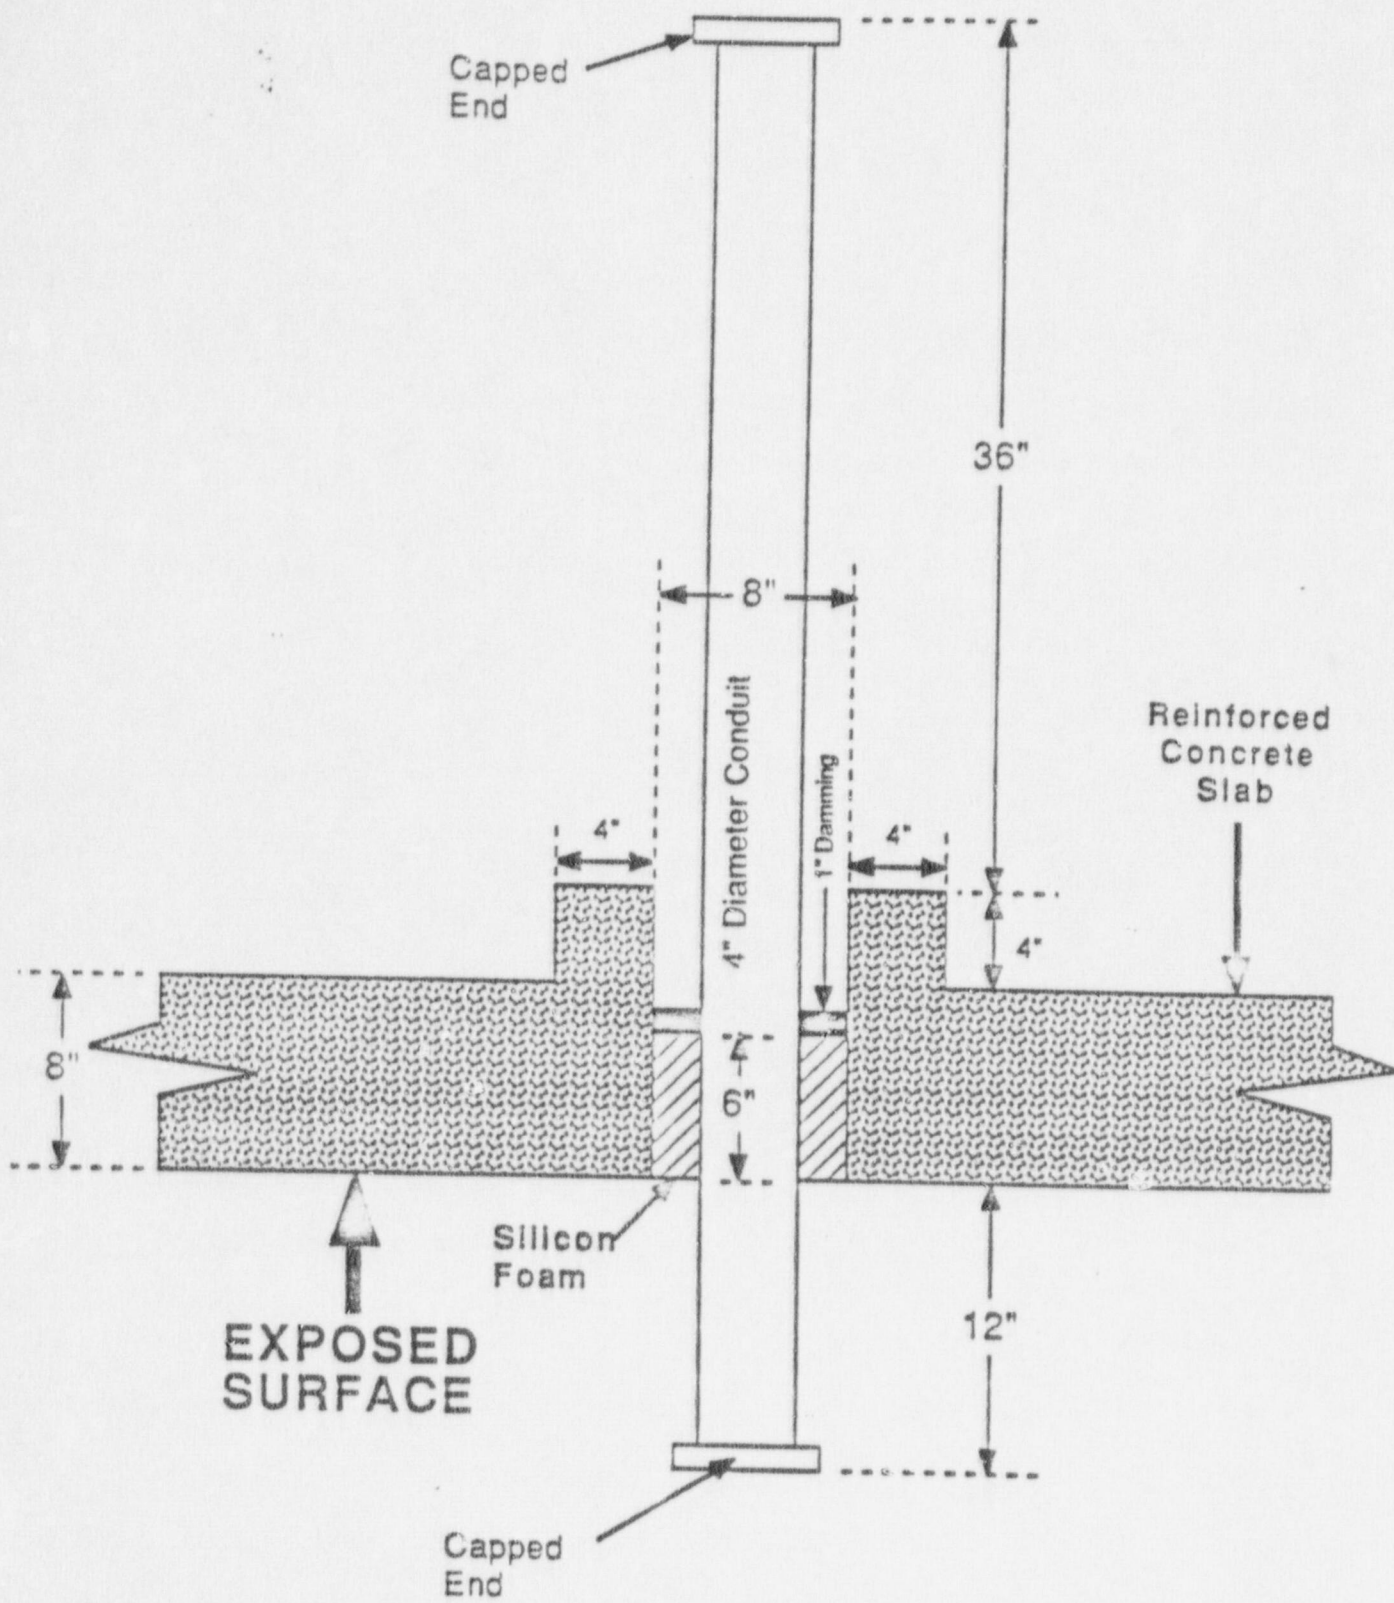 Capped
End
36"
8"
4" Diameter Conduit
1" Damming
Reinforced
Concrete
Slab
4"
4"
4"
8"
6"
Silicon
Foam
EXPOSED
SURFACE
12"
Capped
End